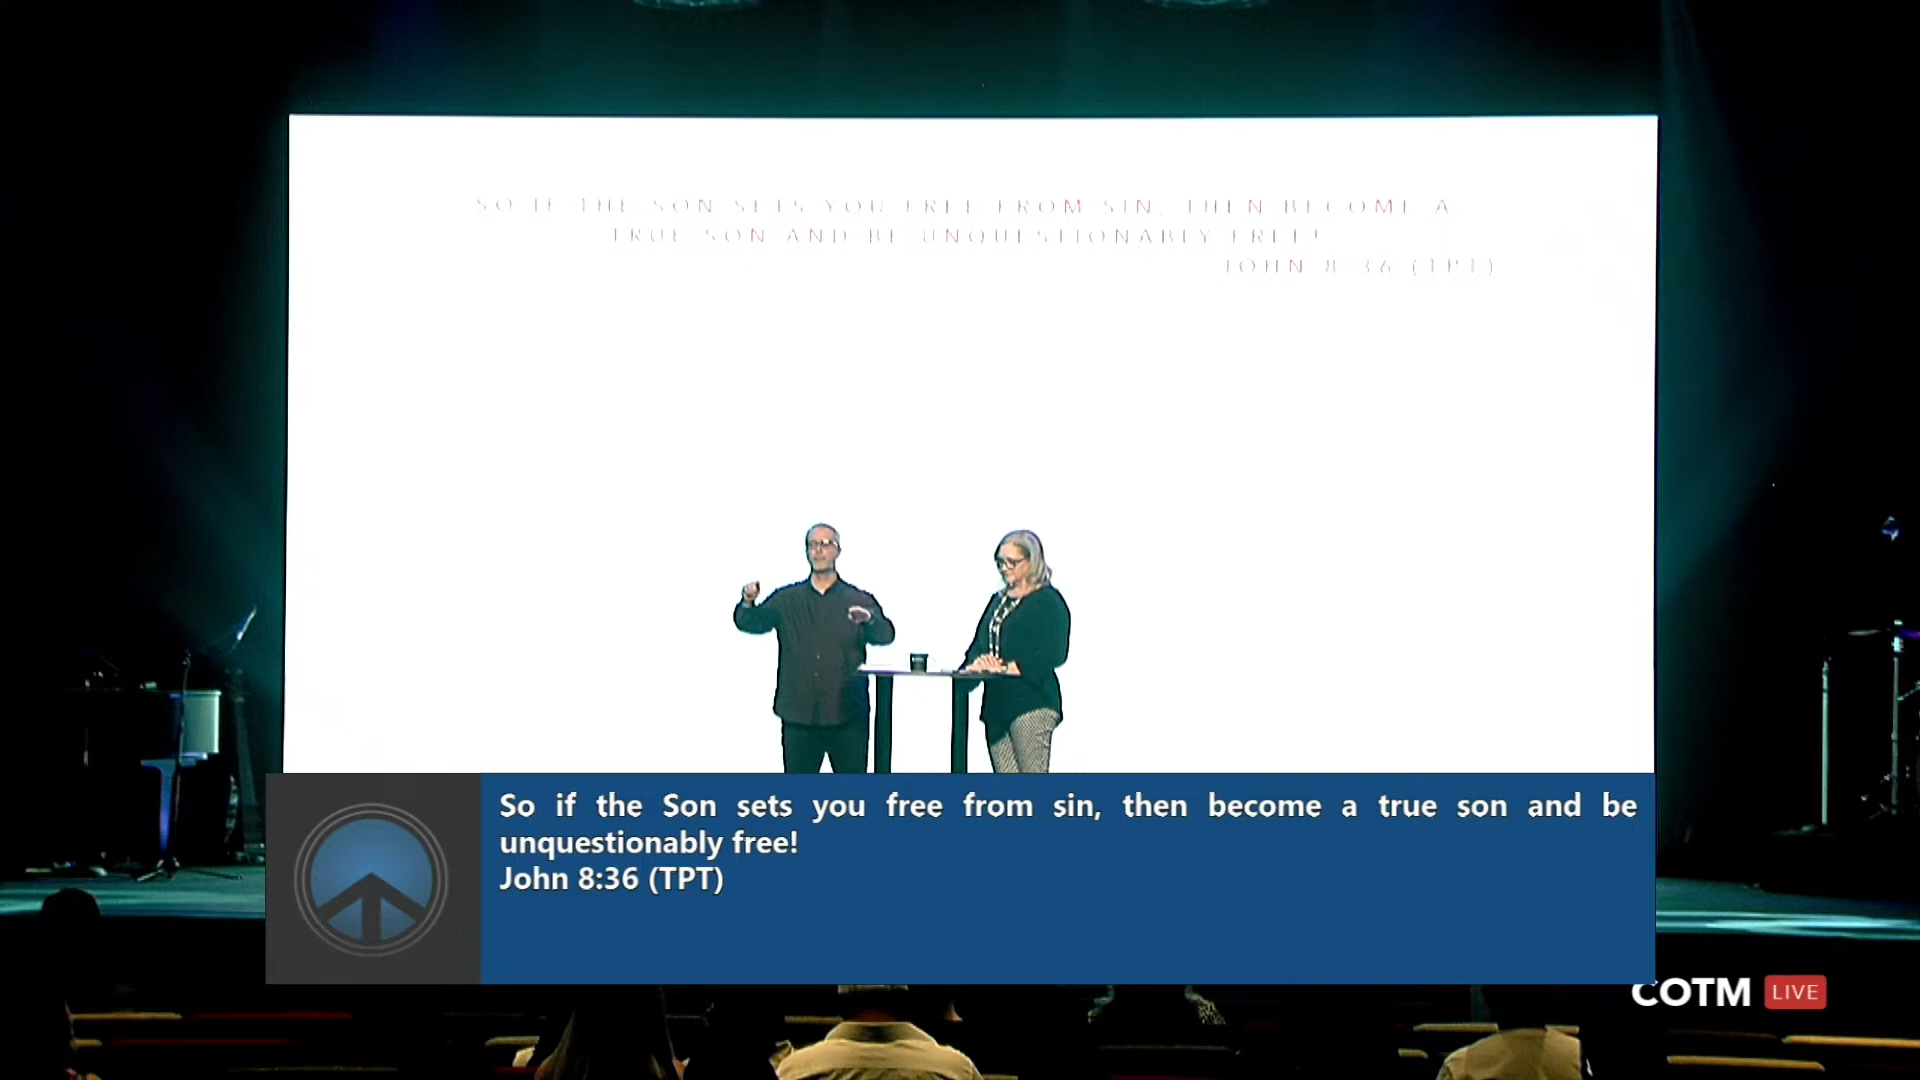 SO IF THE SON SETS YOU FREE FROM SIN, THEN BECOME A
TRUE SON AND BE UNQUESTIONABLY FREE!
JOHN 8:36 (TPT)
So if the Son sets you free from sin, then become a true son and be
unquestionably free!
John 8:36 (TPT)
COTM LIVE